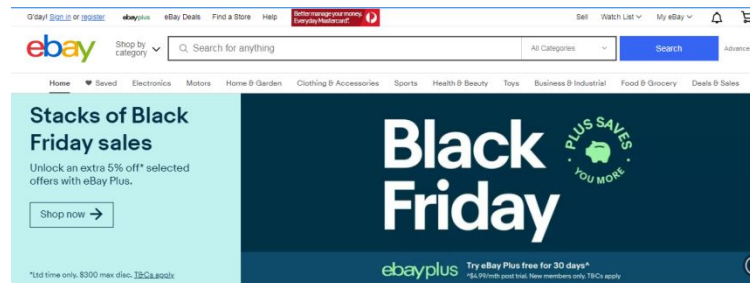 G'day! Sign in or register ebayplus eBay Deals Find a Store Help Better manage your money. Sell Watch List My eBay
Everyday Mastercard®.
ebay Shop by category Search for anything All Categories Search Advanced
Home Saved Electronics Motors Home & Garden Clothing & Accessories Sports Health & Beauty Toys Business & Industrial Food & Grocery Deals & Sales
Stacks of Black
Friday sales
Unlock an extra 5% off* selected
offers with eBay Plus.
Shop now
*Ltd time only. $300 max disc. T&Cs apply
Black
Friday
PLUS SAVES
YOU MORE
ebayplus Try eBay Plus free for 30 days^
^$4.99/mth post trial. New members only. T&Cs apply